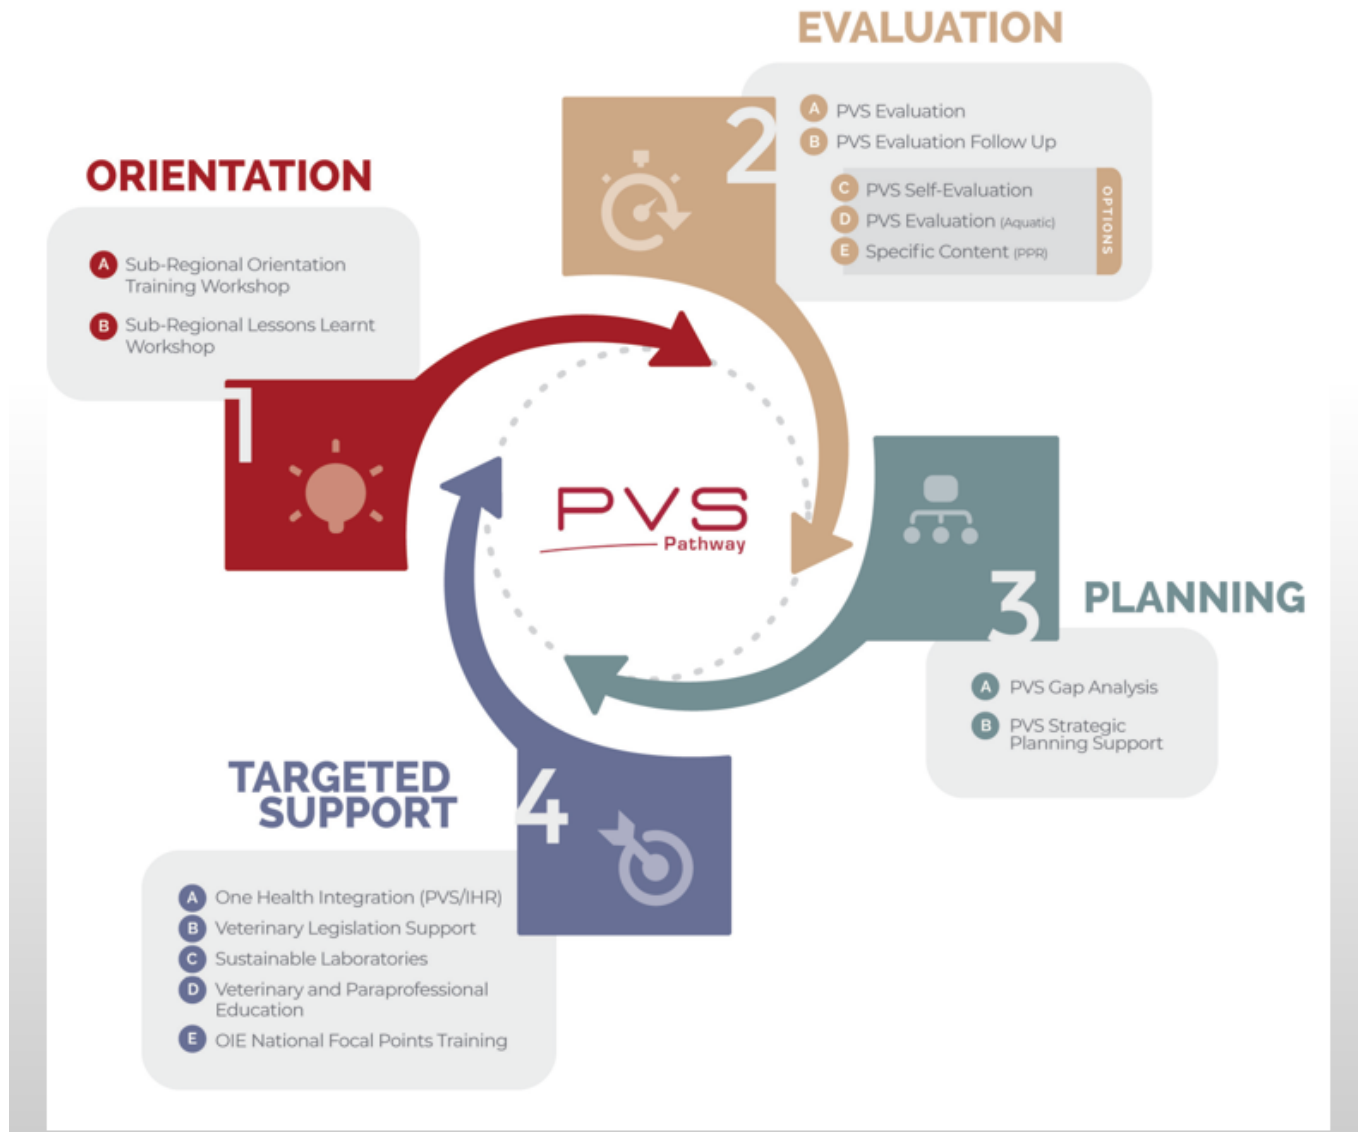 EVALUATION
2
A PVS Evaluation
B PVS Evaluation Follow Up
C PVS Self-Evaluation
D PVS Evaluation (Aquatic)
E Specific Content (PPR)
OPTIONS
ORIENTATION
A Sub-Regional Orientation
Training Workshop
B Sub-Regional Lessons Learnt
Workshop
1
PVS
Pathway
3
PLANNING
A PVS Gap Analysis
B PVS Strategic
Planning Support
TARGETED
SUPPORT
4
A One Health Integration (PVS/IHR)
B Veterinary Legislation Support
C Sustainable Laboratories
D Veterinary and Paraprofessional
Education
E OIE National Focal Points Training